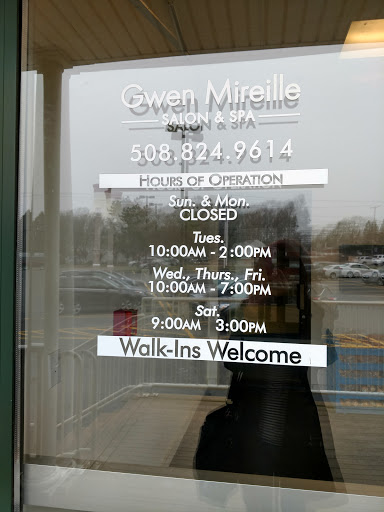 Gwen Mireille
SALON & SPA
508.824.9614
HOURS OF OPERATION
Sun. & Mon.
CLOSED
Tues.
10:00AM - 2:00PM
Wed., Thurs., Fri.
10:00AM - 7:00PM
Sat.
9:00AM 3:00PM
Walk-Ins Welcome